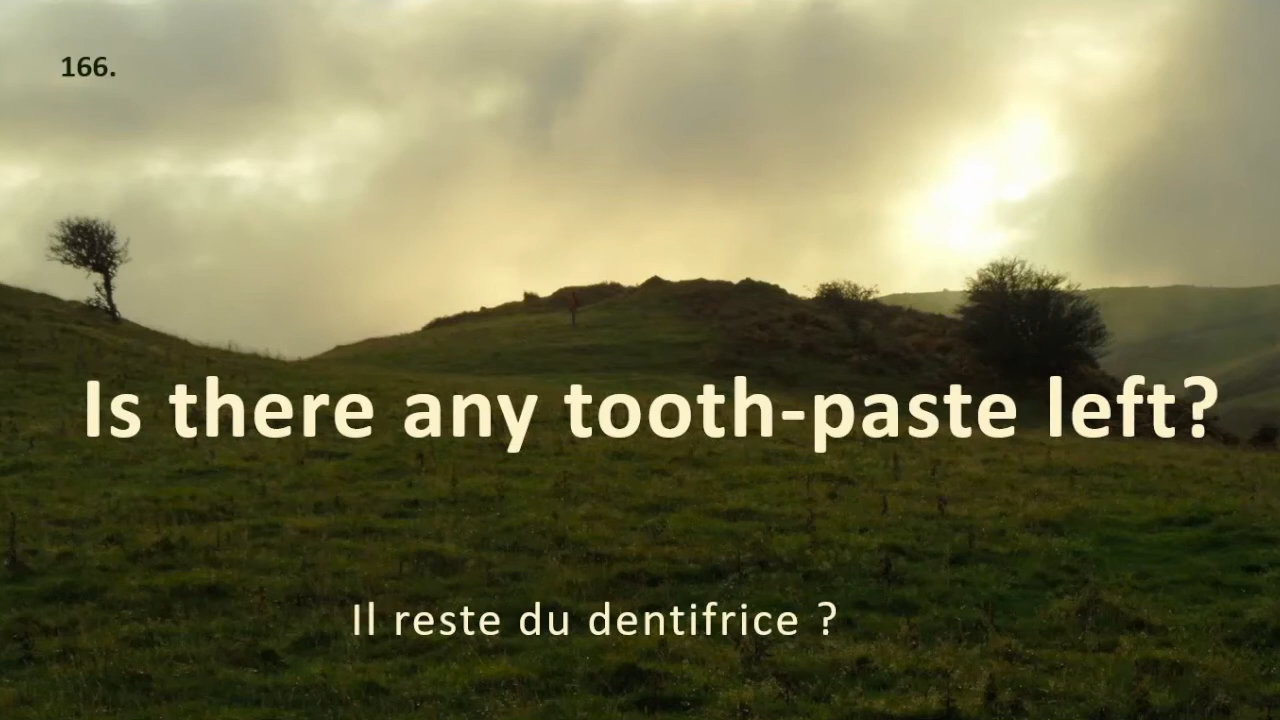 166.
Is there any tooth-paste left?
Il reste du dentifrice ?